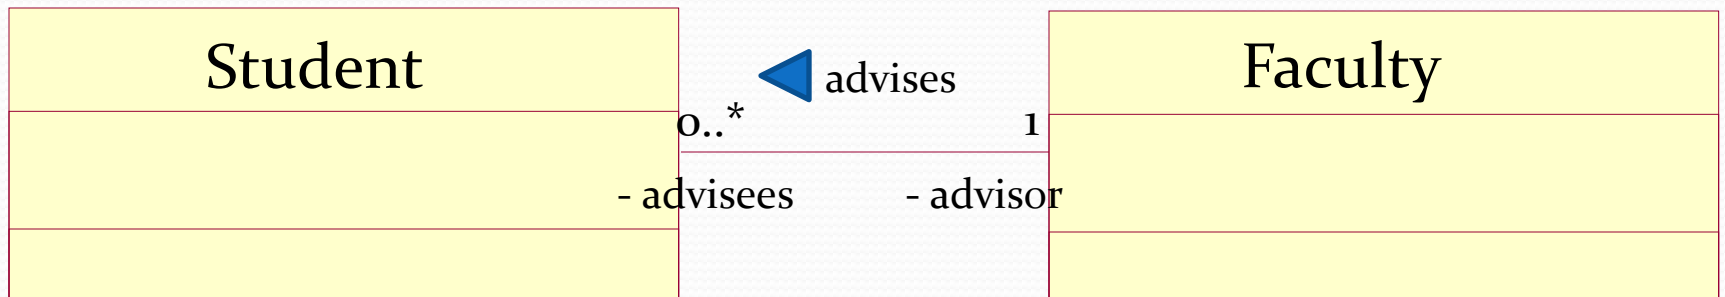 Student
advises
Faculty
0..*
1
- advisees
- advisor